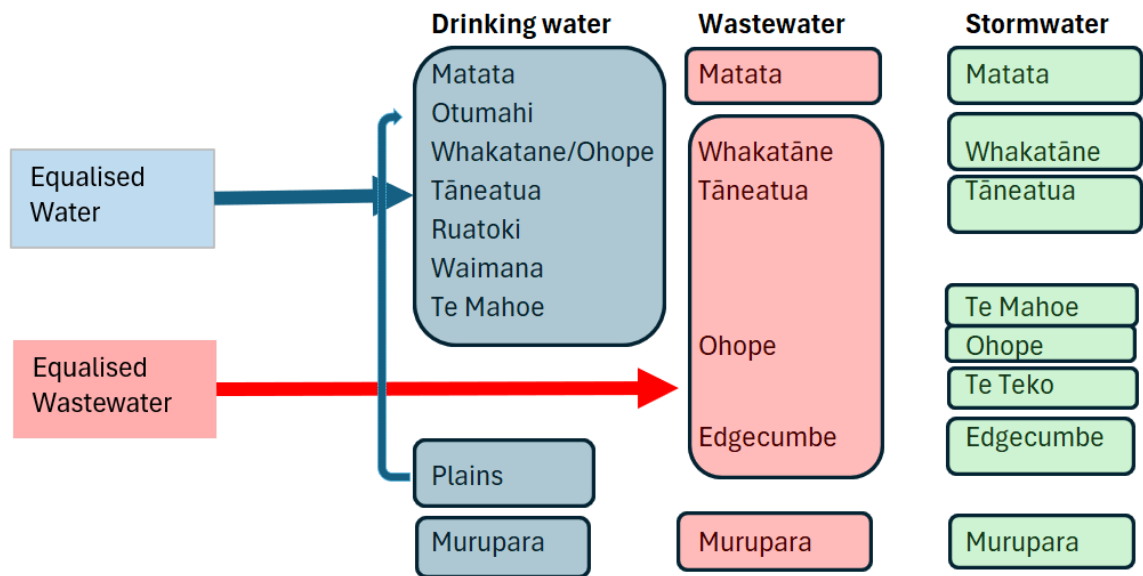 Drinking water
Wastewater
Stormwater
Equalised
Water
Equalised
Wastewater
Matata
Otumahi
Whakatane/Ohope
Tāneatua
Ruatoki
Waimana
Te Mahoe
Plains
Murupara
Matata
Whakatāne
Tāneatua
Ohope
Edgecumbe
Murupara
Matata
Whakatāne
Tāneatua
Te Mahoe
Ohope
Te Teko
Edgecumbe
Murupara